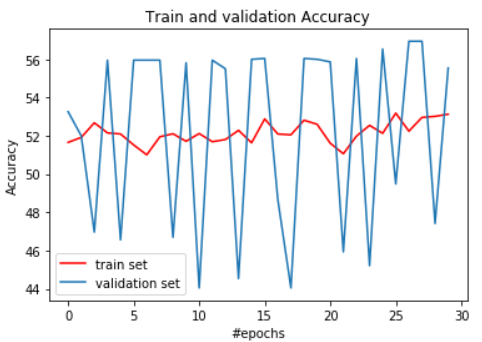 Train and validation Accuracy
Accuracy
56
54
52
50
48
46
44
train set
validation set
0
5
10
15
20
25
30
#epochs